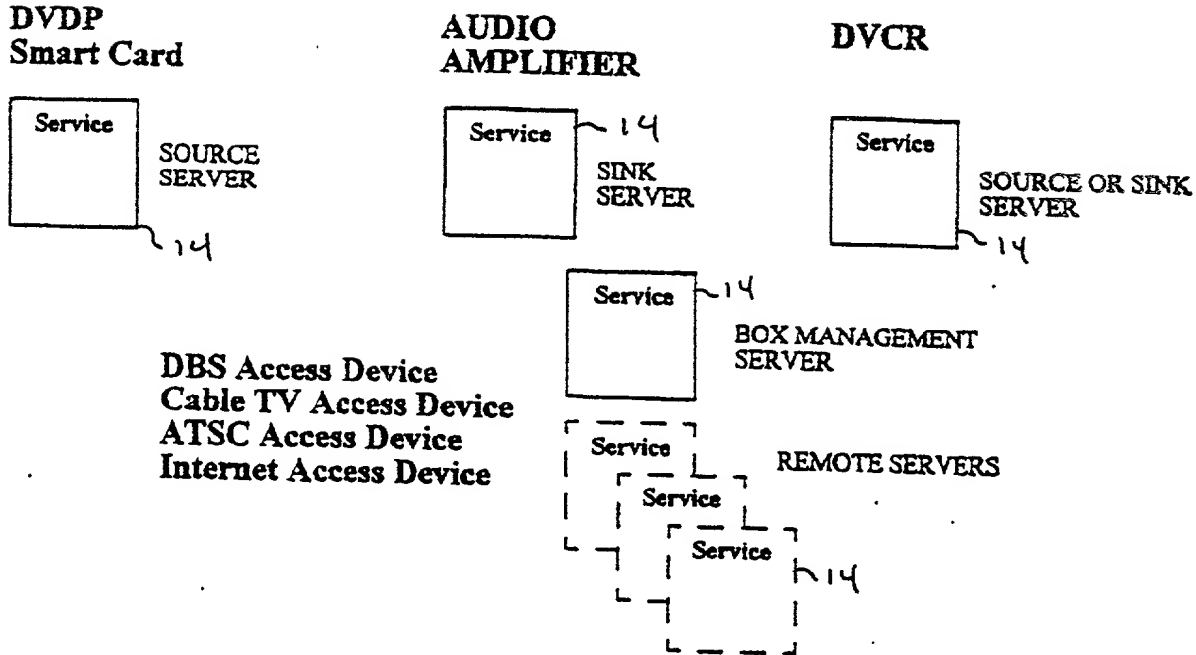 DVDP
Smart Card
AUDIO
AMPLIFIER
DVCR
Service
SOURCE
SERVER
14
Service
14
SINK
SERVER
Service
SOURCE OR SINK
SERVER
14
Service
14
BOX MANAGEMENT
SERVER
DBS Access Device
Cable TV Access Device
ATSC Access Device
Internet Access Device
Service
REMOTE SERVERS
Service
Service
14